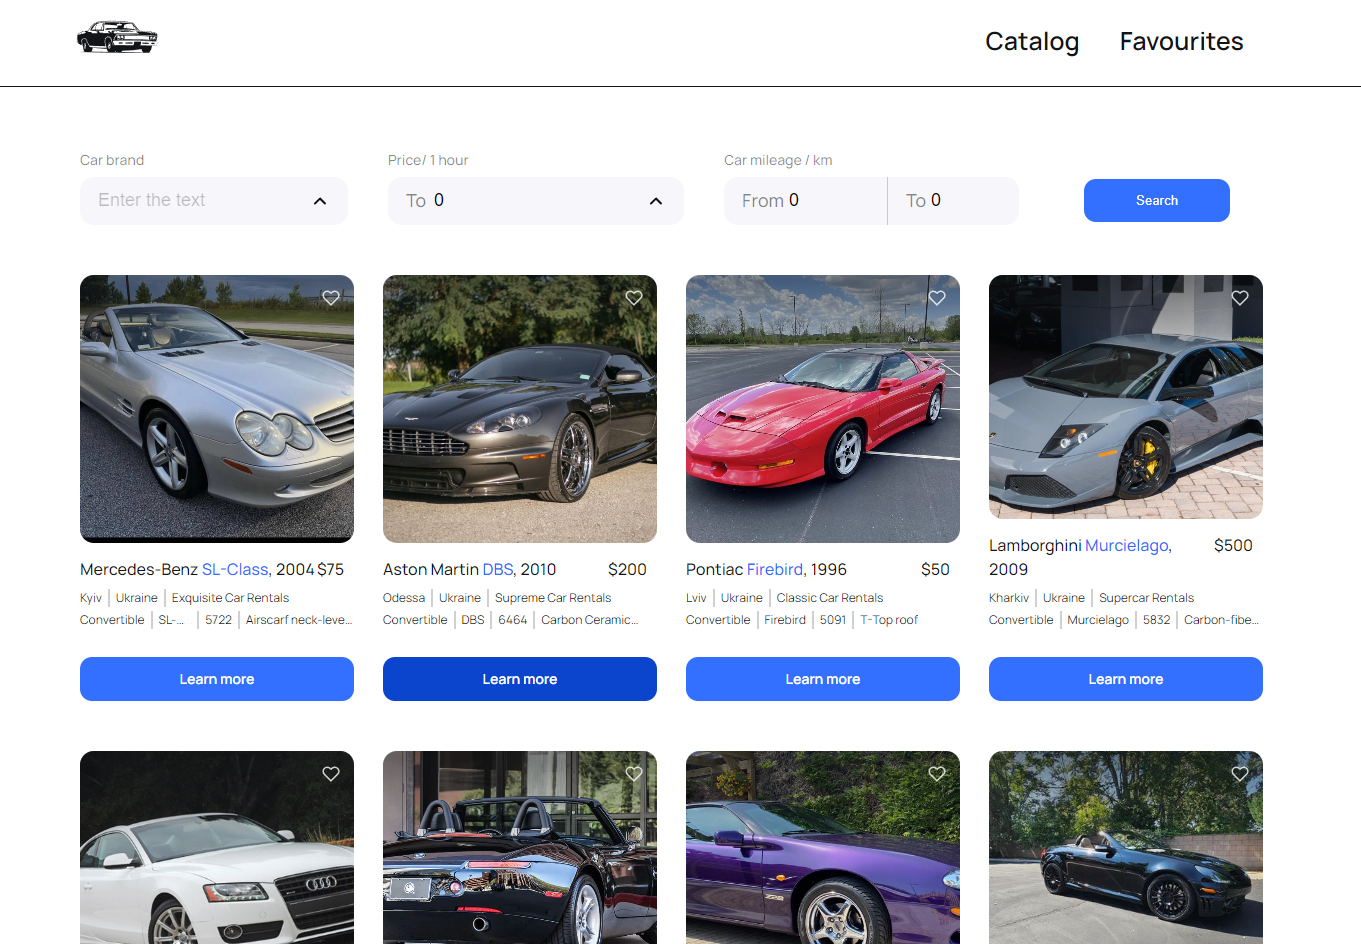 Catalog Favourites
Car brand Price/ 1 hour Car mileage / km
Enter the text To 0 From 0 To 0 Search
Mercedes-Benz SL-Class, 2004 $75
Kyiv Ukraine Exquisite Car Rentals
Convertible SL-... 5722 Airscarf neck-leve...
Learn more
Aston Martin DBS, 2010 $200
Odessa Ukraine Supreme Car Rentals
Convertible DBS 6464 Carbon Ceramic...
Learn more
Pontiac Firebird, 1996 $50
Lviv Ukraine Classic Car Rentals
Convertible Firebird 5091 T-Top roof
Learn more
Lamborghini Murcielago, $500
2009
Kharkiv Ukraine Supercar Rentals
Convertible Murcielago 5832 Carbon-fibe...
Learn more